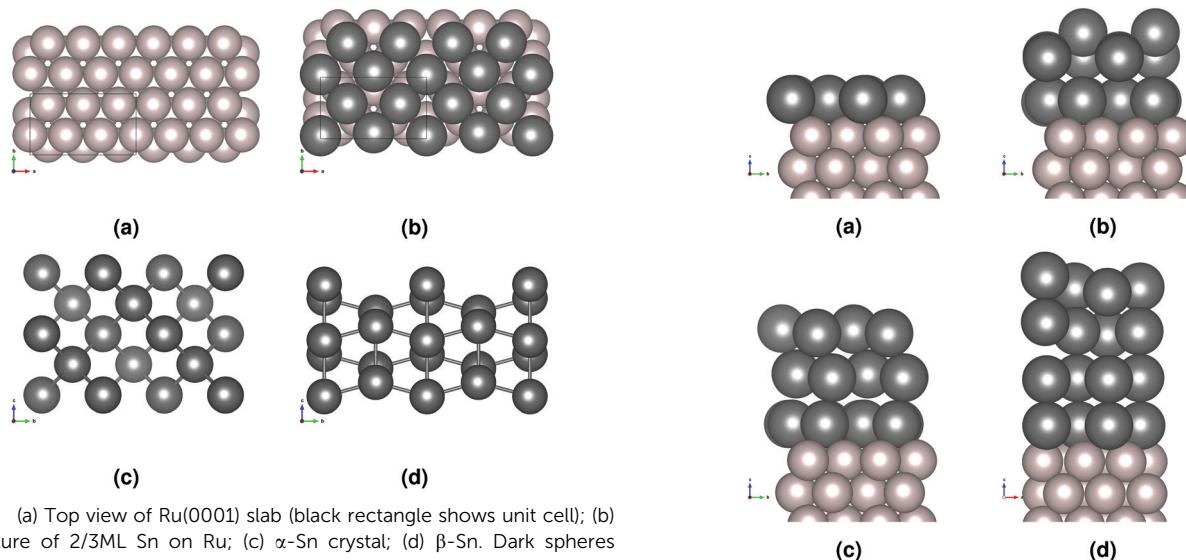 (a)
(b)
(c)
(d)
(a) Top view of Ru(0001) slab (black rectangle shows unit cell); (b)
ture of 2/3ML Sn on Ru; (c) α-Sn crystal; (d) β-Sn. Dark spheres
(a)
(b)
(c)
(d)